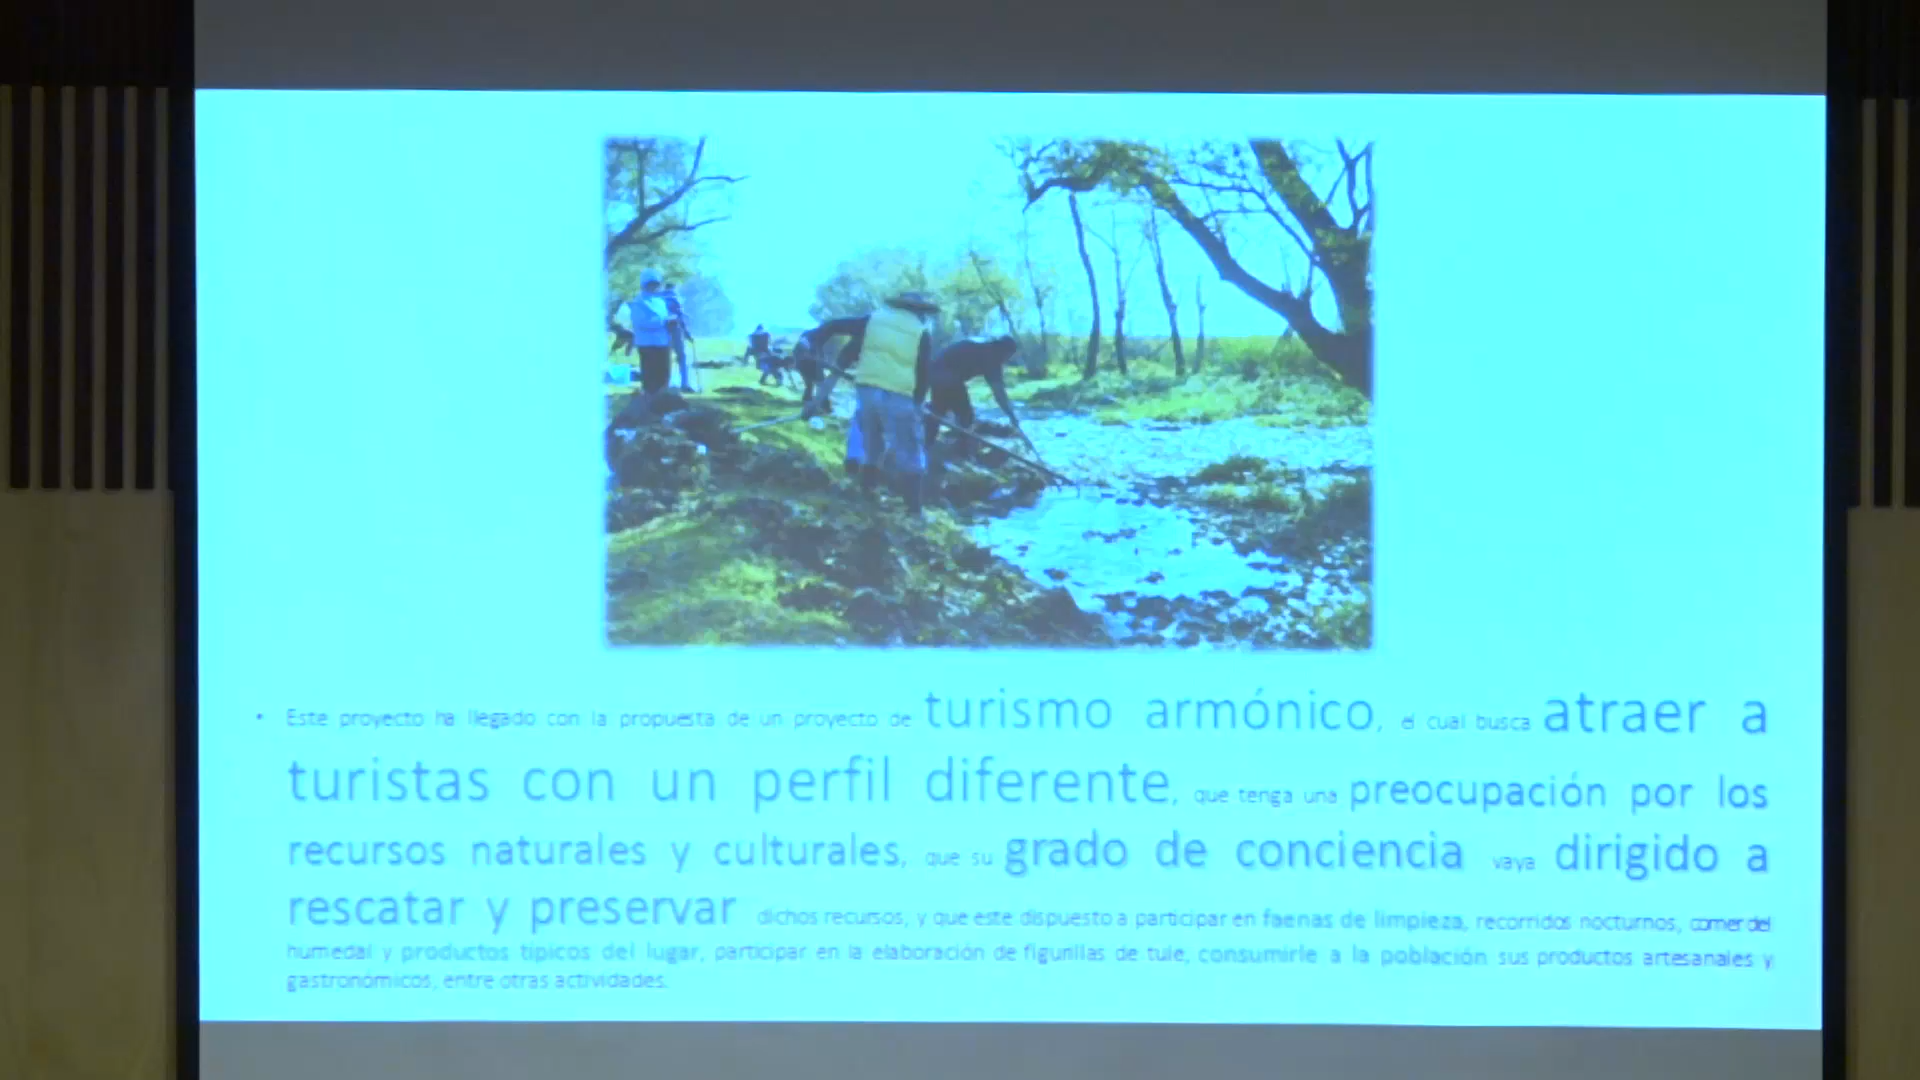 • Este proyecto ha llegado con la propuesta de un proyecto de turismo armónico, el cual busca atraer a
turistas con un perfil diferente, que tenga una preocupación por los
recursos naturales y culturales, que su grado de conciencia vaya dirigido a
rescatar y preservar dichos recursos, y que este dispuesto a participar en faenas de limpieza, recorridos nocturnos, comer del
humedal y productos típicos del lugar, participar en la elaboración de figurillas de tule, consumirle a la población sus productos artesanales y
gastronómicos, entre otras actividades.